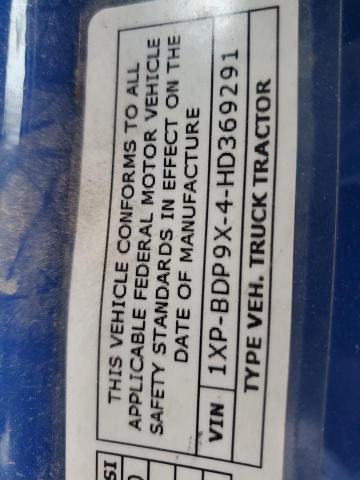 THIS VEHICLE CONFORMS TO ALL
APPLICABLE FEDERAL MOTOR VEHICLE
SAFETY STANDARDS IN EFFECT ON THE
DATE OF MANUFACTURE
VIN 1XP-BDP9X-4-HD369291
TYPE VEH. TRUCK TRACTOR
SI
)